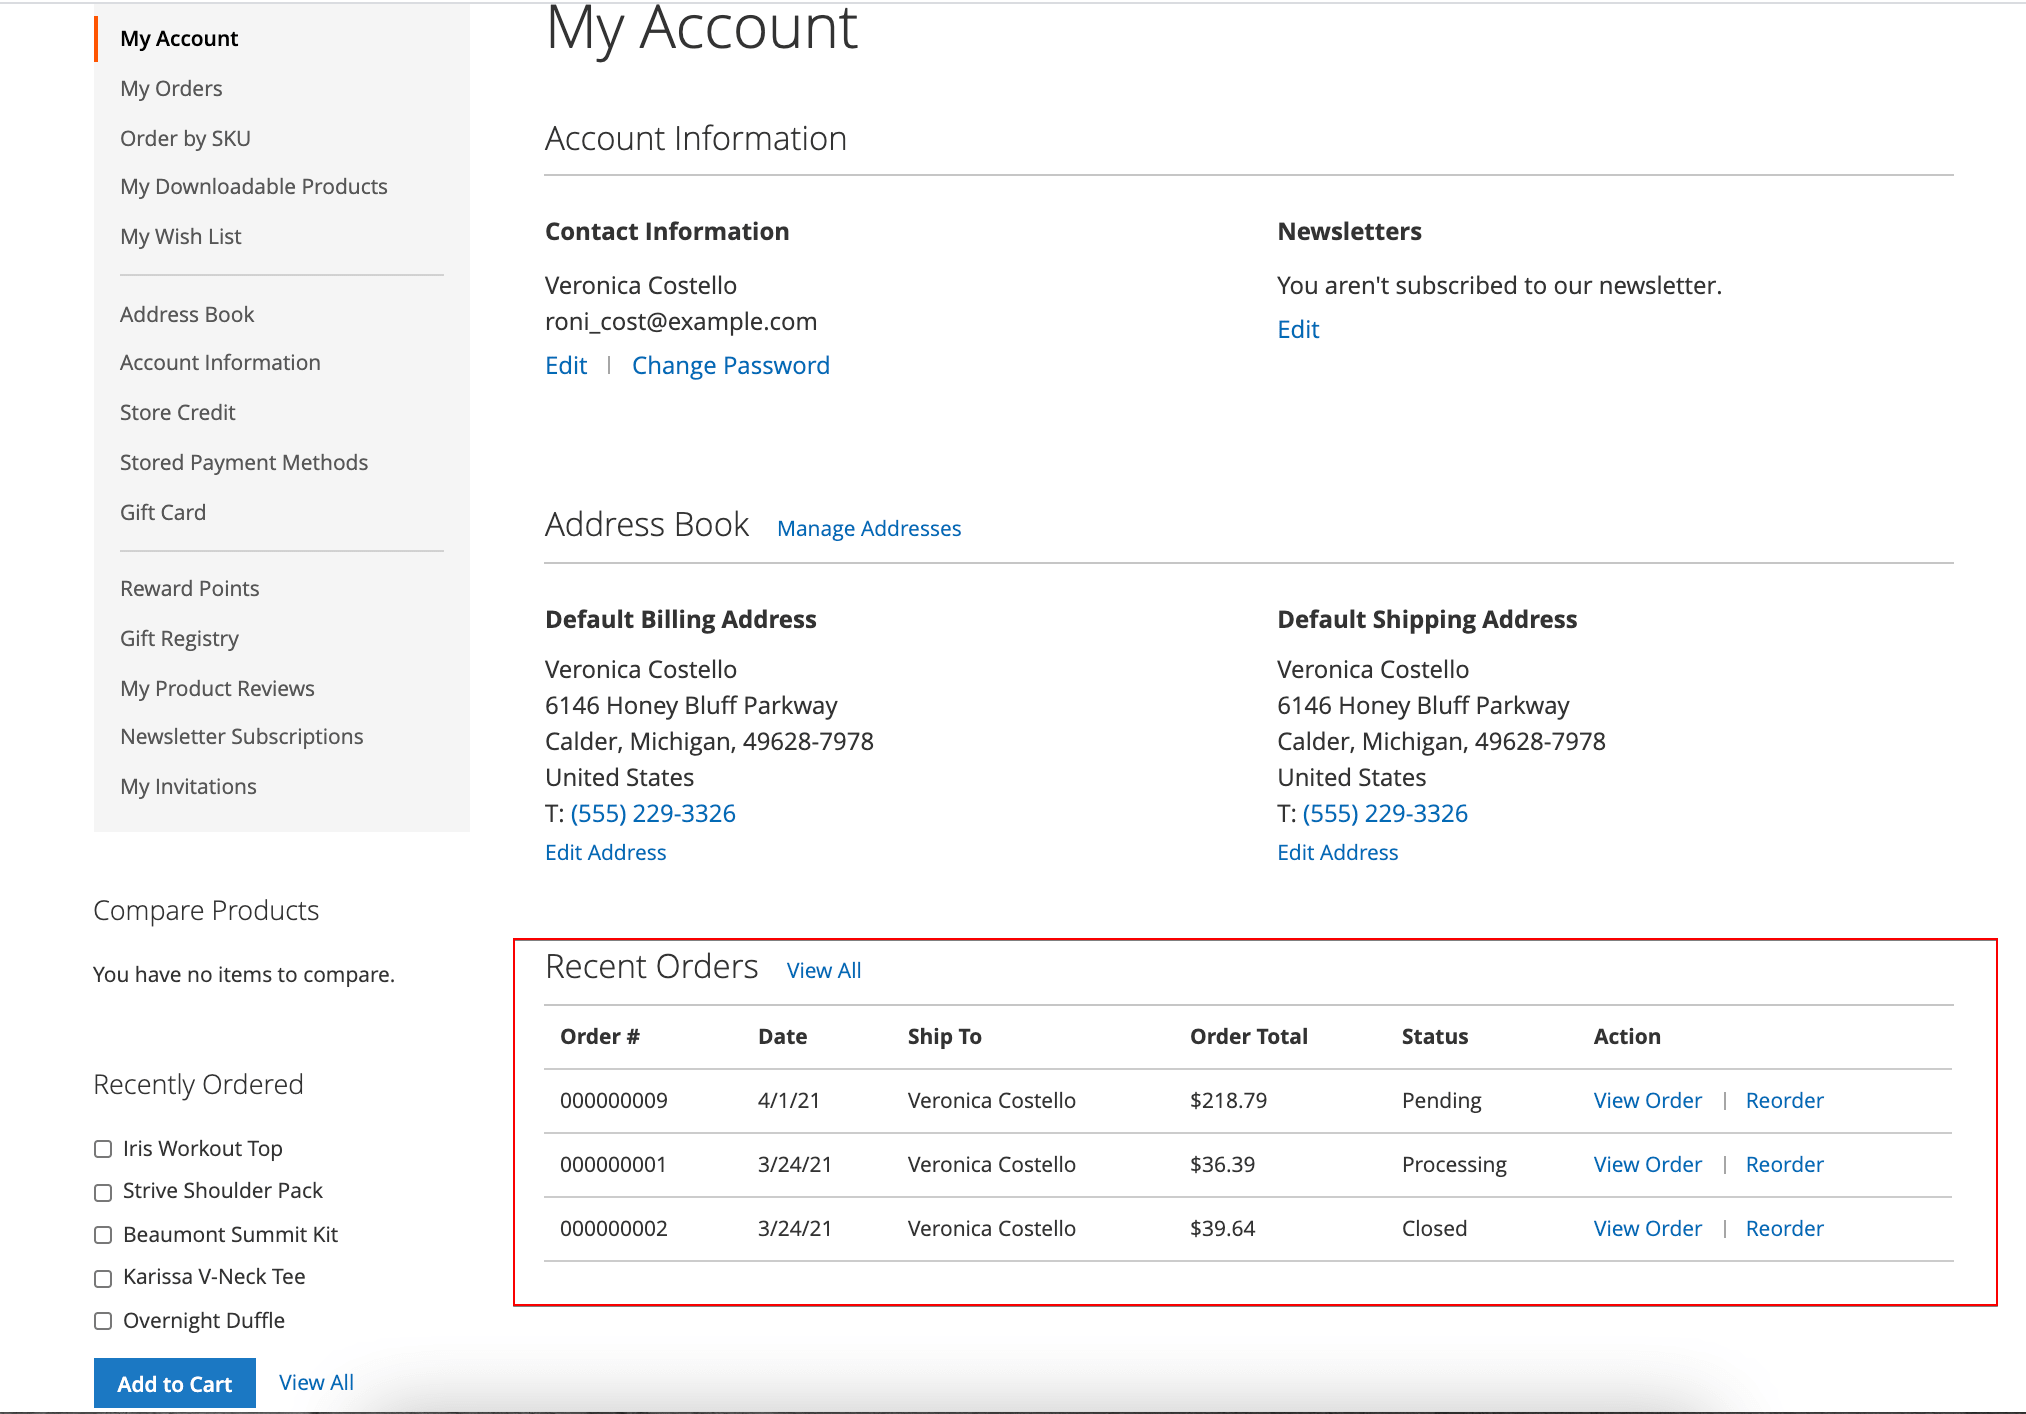 My Account
My Orders
Order by SKU
My Downloadable Products
My Wish List
Address Book
Account Information
Store Credit
Stored Payment Methods
Gift Card
Reward Points
Gift Registry
My Product Reviews
Newsletter Subscriptions
My Invitations
Compare Products
You have no items to compare.
Recently Ordered
Iris Workout Top
Strive Shoulder Pack
Beaumont Summit Kit
Karissa V-Neck Tee
Overnight Duffle
Add to Cart View All
My Account
Account Information
Contact Information
Veronica Costello
roni_cost@example.com
Edit | Change Password
Newsletters
You aren't subscribed to our newsletter.
Edit
Address Book Manage Addresses
Default Billing Address
Veronica Costello
6146 Honey Bluff Parkway
Calder, Michigan, 49628-7978
United States
T: (555) 229-3326
Edit Address
Default Shipping Address
Veronica Costello
6146 Honey Bluff Parkway
Calder, Michigan, 49628-7978
United States
T: (555) 229-3326
Edit Address
Recent Orders View All
Order # Date Ship To Order Total Status Action
000000009 4/1/21 Veronica Costello $218.79 Pending View Order | Reorder
000000001 3/24/21 Veronica Costello $36.39 Processing View Order | Reorder
000000002 3/24/21 Veronica Costello $39.64 Closed View Order | Reorder